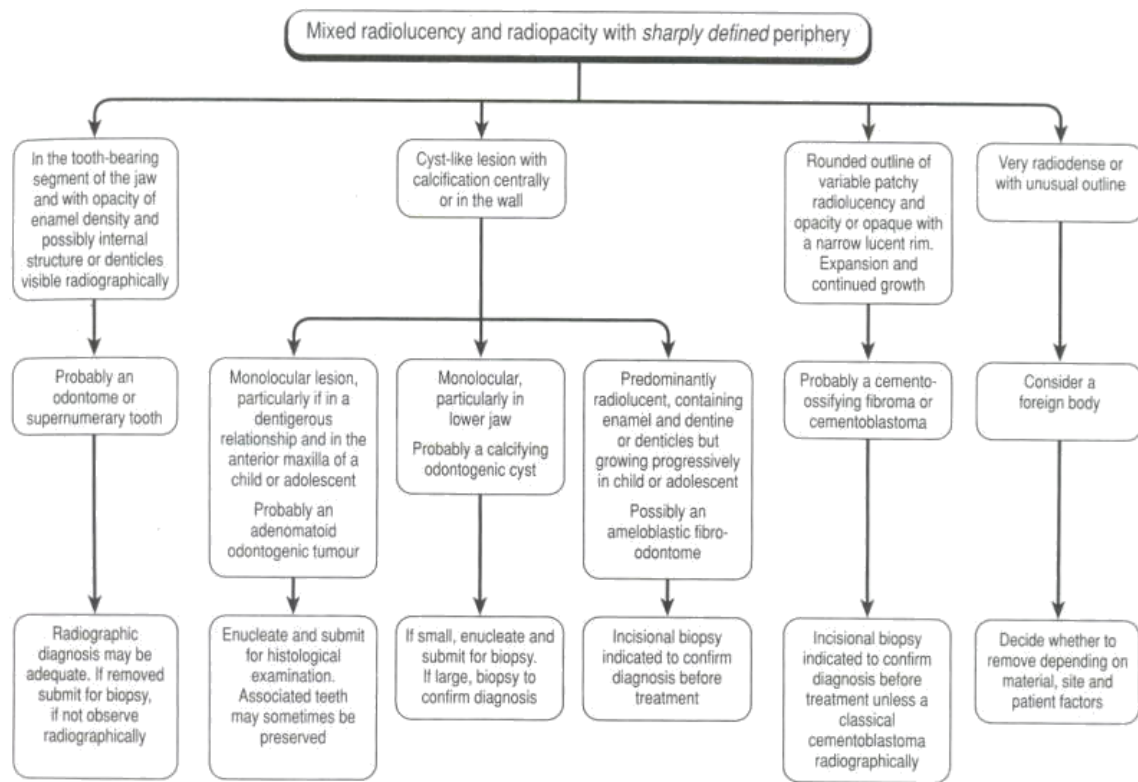 Mixed radiolucency and radiopacity with sharply defined periphery
In the tooth-bearing
segment of the jaw
and with opacity of
enamel density and
possibly internal
structure or denticles
visible radiographically
Cyst-like lesion with
calcification centrally
or in the wall
Rounded outline of
variable patchy
radiolucency and
opacity or opaque with
a narrow lucent rim.
Expansion and
continued growth
Very radiodense or
with unusual outline
Probably an
odontome or
supernumerary tooth
Monolocular lesion,
particularly if in a
dentigerous
relationship and in the
anterior maxilla of a
child or adolescent
Probably an
adenomatoid
odontogenic tumour
Monolocular,
particularly in
lower jaw
Probably a calcifying
odontogenic cyst
Predominantly
radiolucent, containing
enamel and dentine
or denticles but
growing progressively
in child or adolescent
Possibly an
ameloblastic fibro-
odontome
Probably a cemento-
ossifying fibroma or
cementoblastoma
Consider a
foreign body
Radiographic
diagnosis may be
adequate. If removed
submit for biopsy,
if not observe
radiographically
Enucleate and submit
for histological
examination.
Associated teeth
may sometimes be
preserved
If small, enucleate and
submit for biopsy.
If large, biopsy to
confirm diagnosis
Incisional biopsy
indicated to confirm
diagnosis before
treatment
Incisional biopsy
indicated to confirm
diagnosis before
treatment unless a
classical
cementoblastoma
radiographically
Decide whether to
remove depending on
material, site and
patient factors